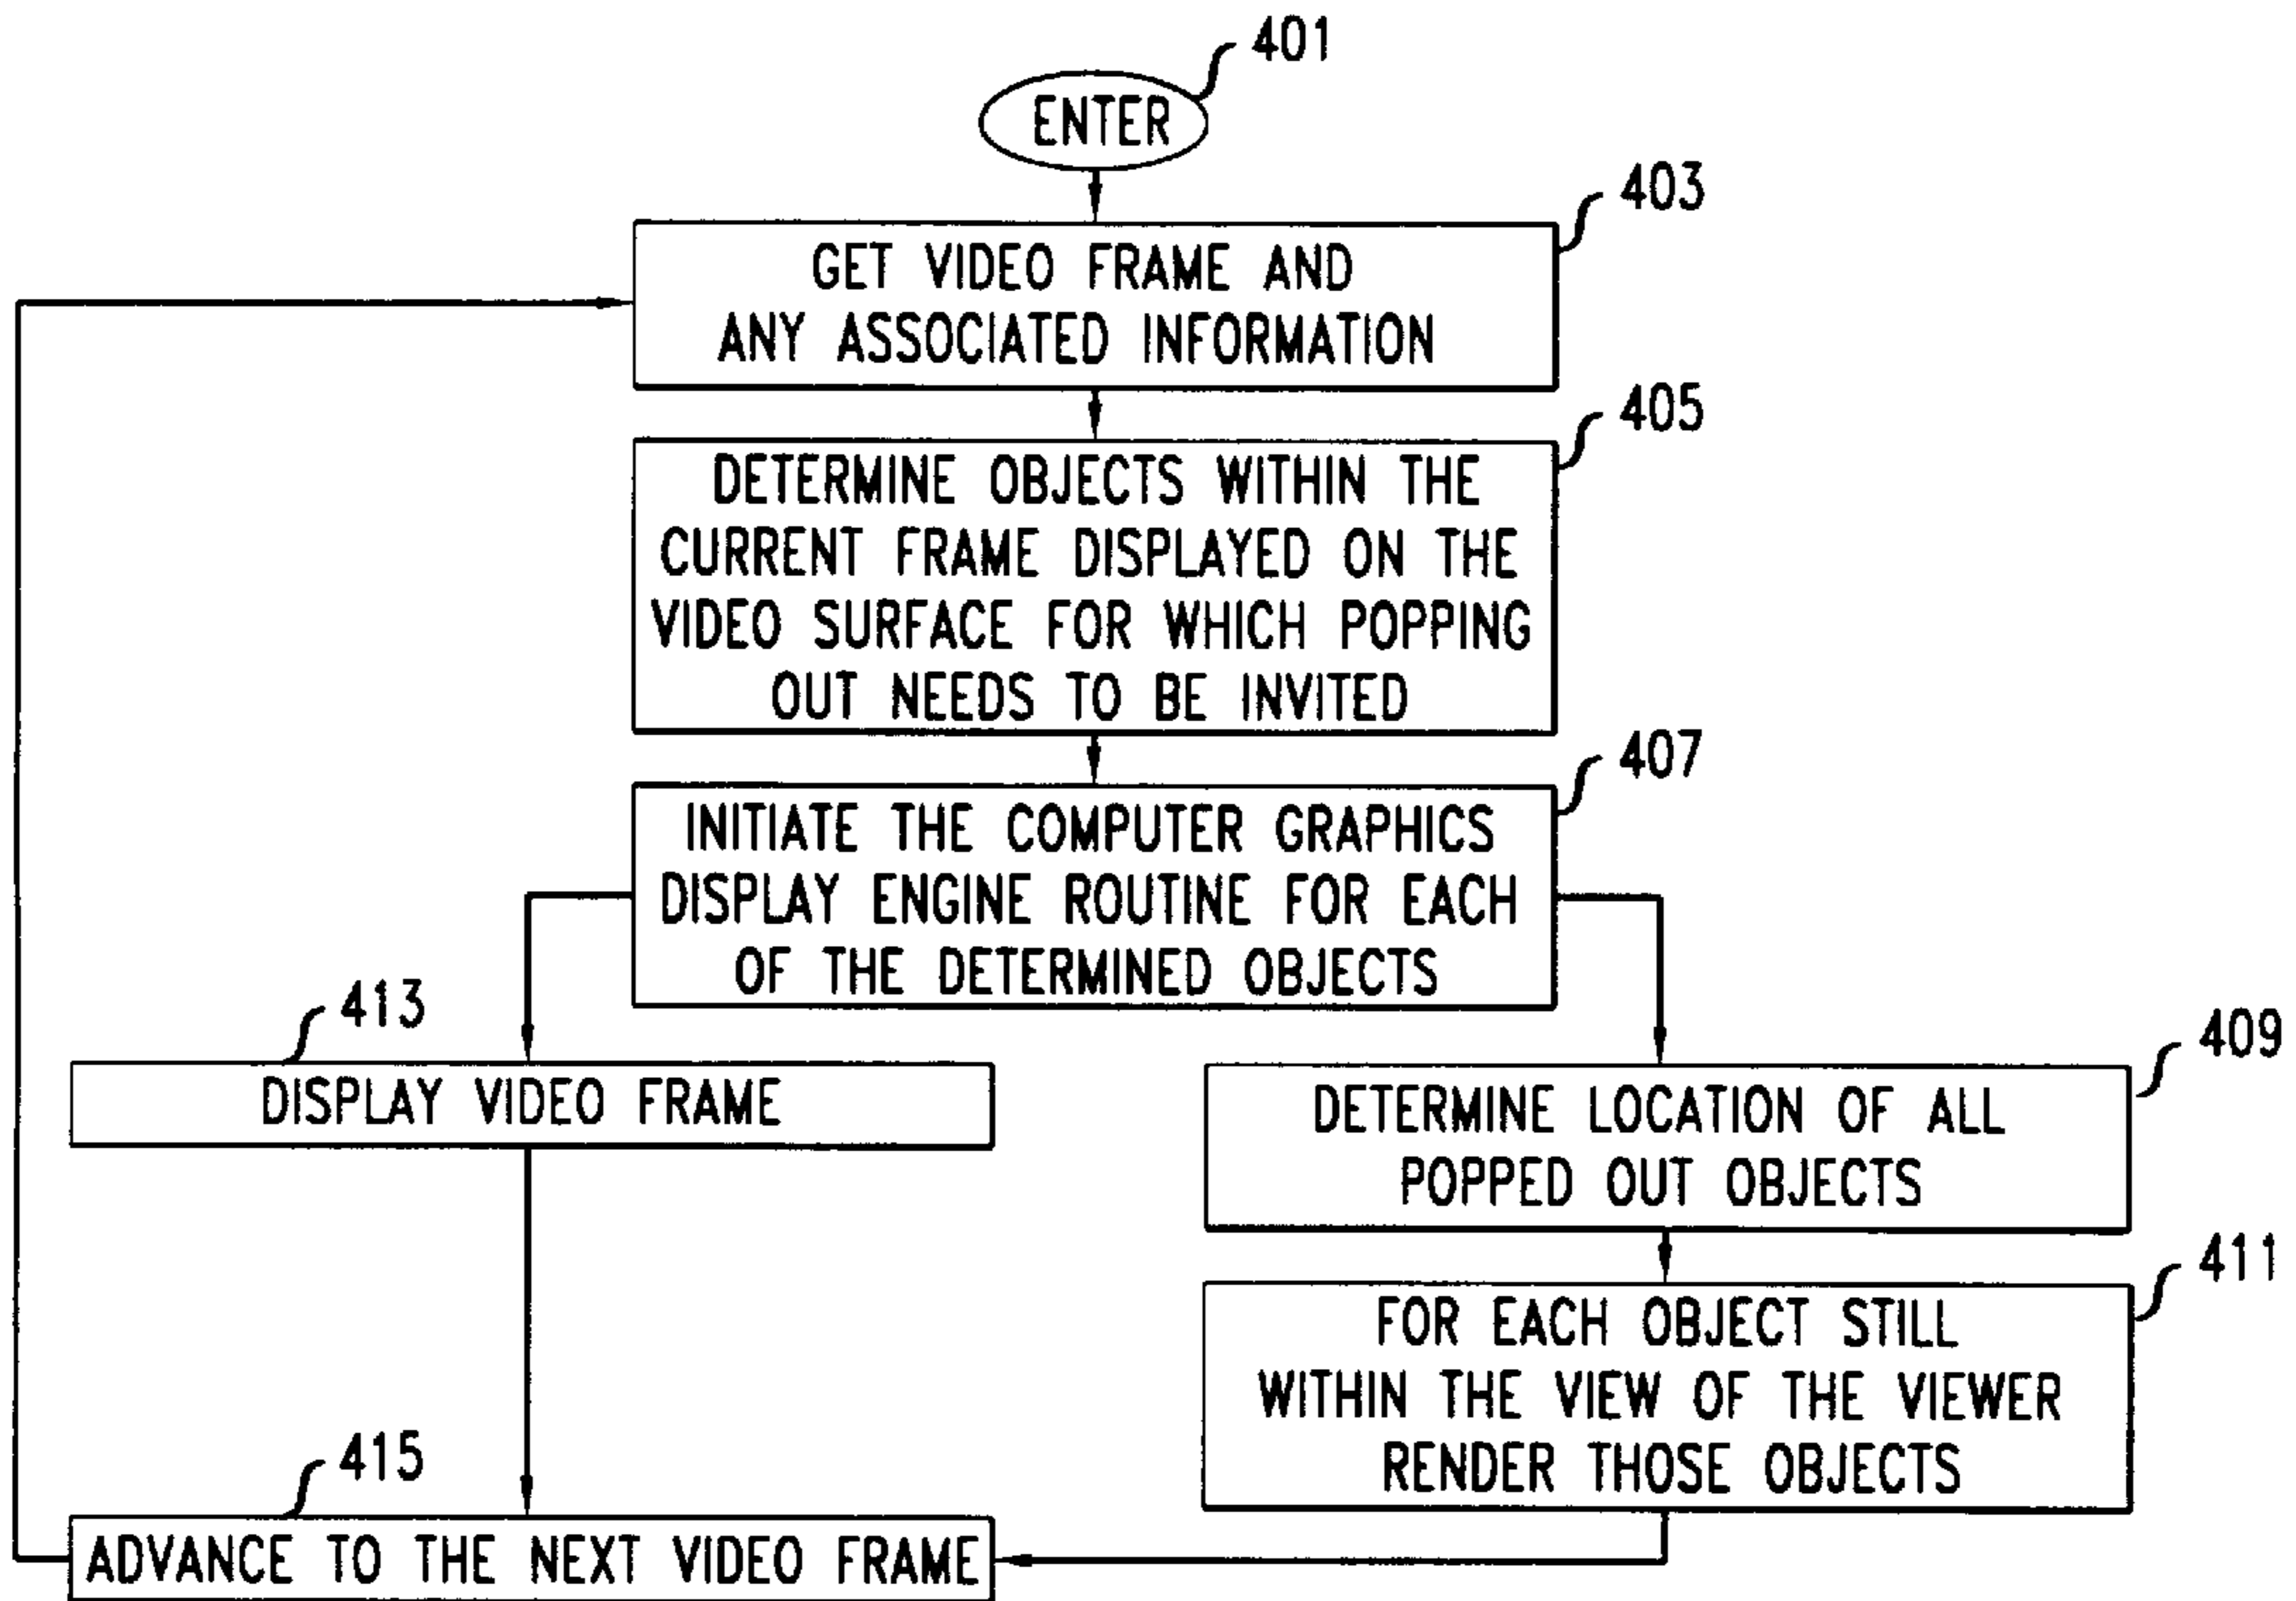 401
ENTER
403
GET VIDEO FRAME AND
ANY ASSOCIATED INFORMATION
405
DETERMINE OBJECTS WITHIN THE
CURRENT FRAME DISPLAYED ON THE
VIDEO SURFACE FOR WHICH POPPING
OUT NEEDS TO BE INVITED
407
INITIATE THE COMPUTER GRAPHICS
DISPLAY ENGINE ROUTINE FOR EACH
OF THE DETERMINED OBJECTS
413
DISPLAY VIDEO FRAME
409
DETERMINE LOCATION OF ALL
POPPED OUT OBJECTS
411
FOR EACH OBJECT STILL
WITHIN THE VIEW OF THE VIEWER
RENDER THOSE OBJECTS
415
ADVANCE TO THE NEXT VIDEO FRAME